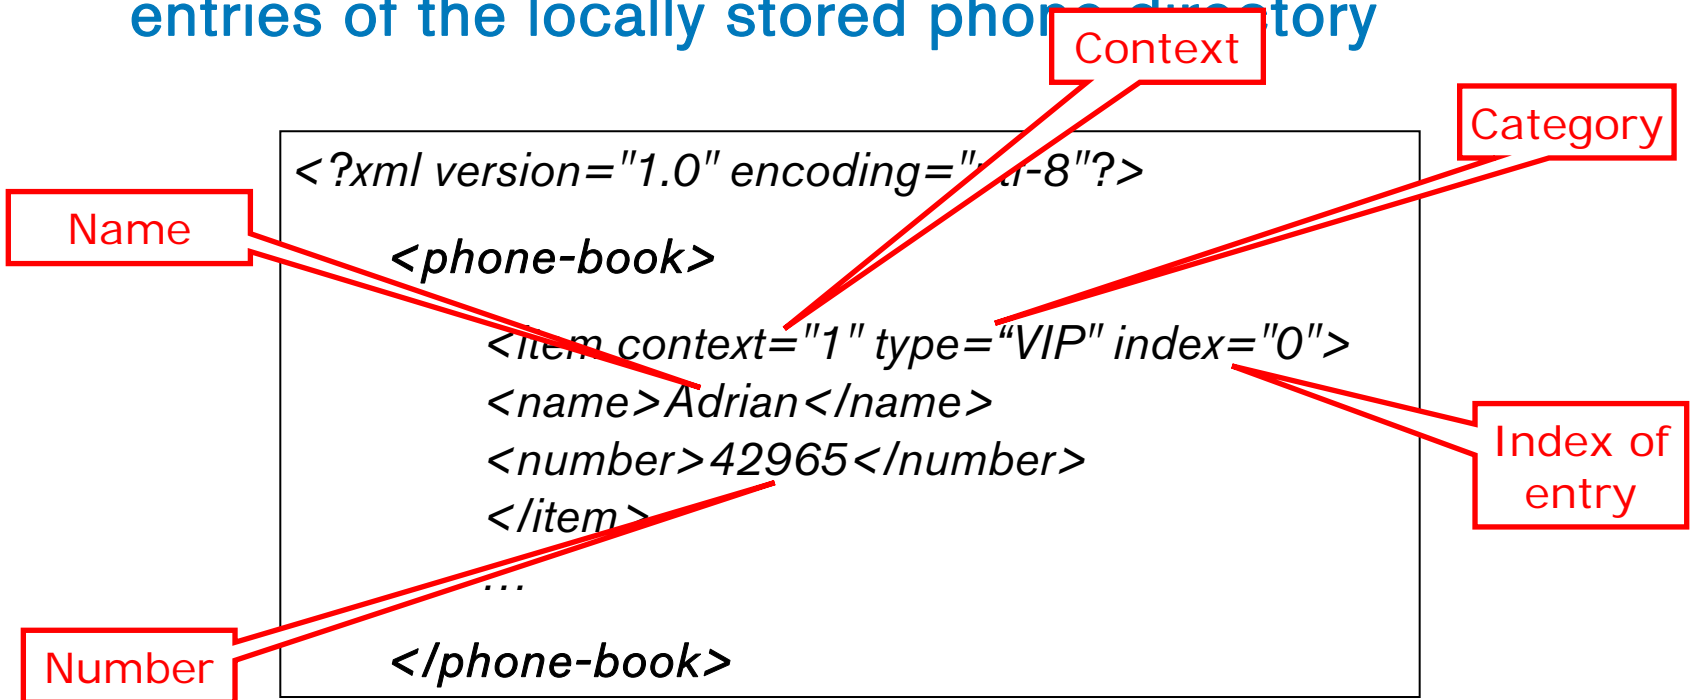 entries of the locally stored phone directory
Context
Category
<?xml version="1.0" encoding="utf-8"?>
Name
<phone-book>
<item context="1" type=“VIP" index="0">
<name>Adrian</name>
<number>42965</number>
Index of
entry
</item>
...
Number
</phone-book>